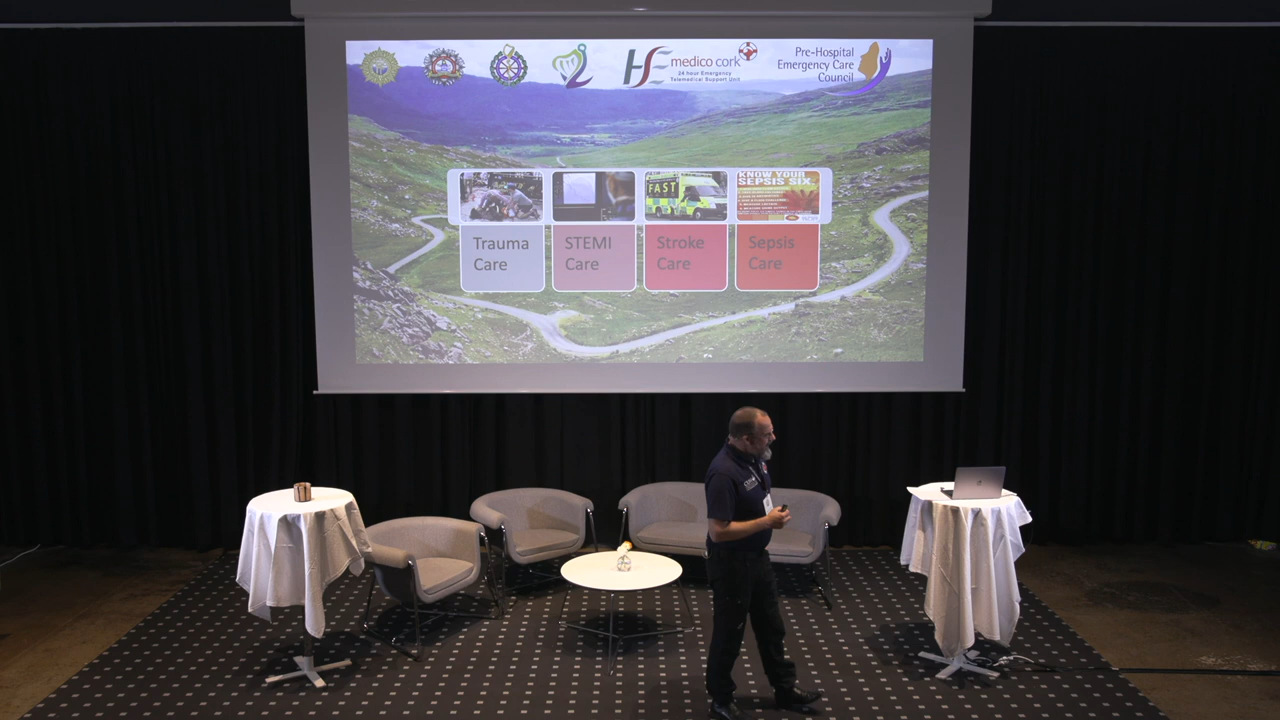 HSE
medico cork
24 hour Emergency
Telemedical Support Unit
Pre-Hospital
Emergency Care
Council
FAST
KNOW YOUR
SEPSIS SIX
Trauma
Care
STEMI
Care
Stroke
Care
Sepsis
Care